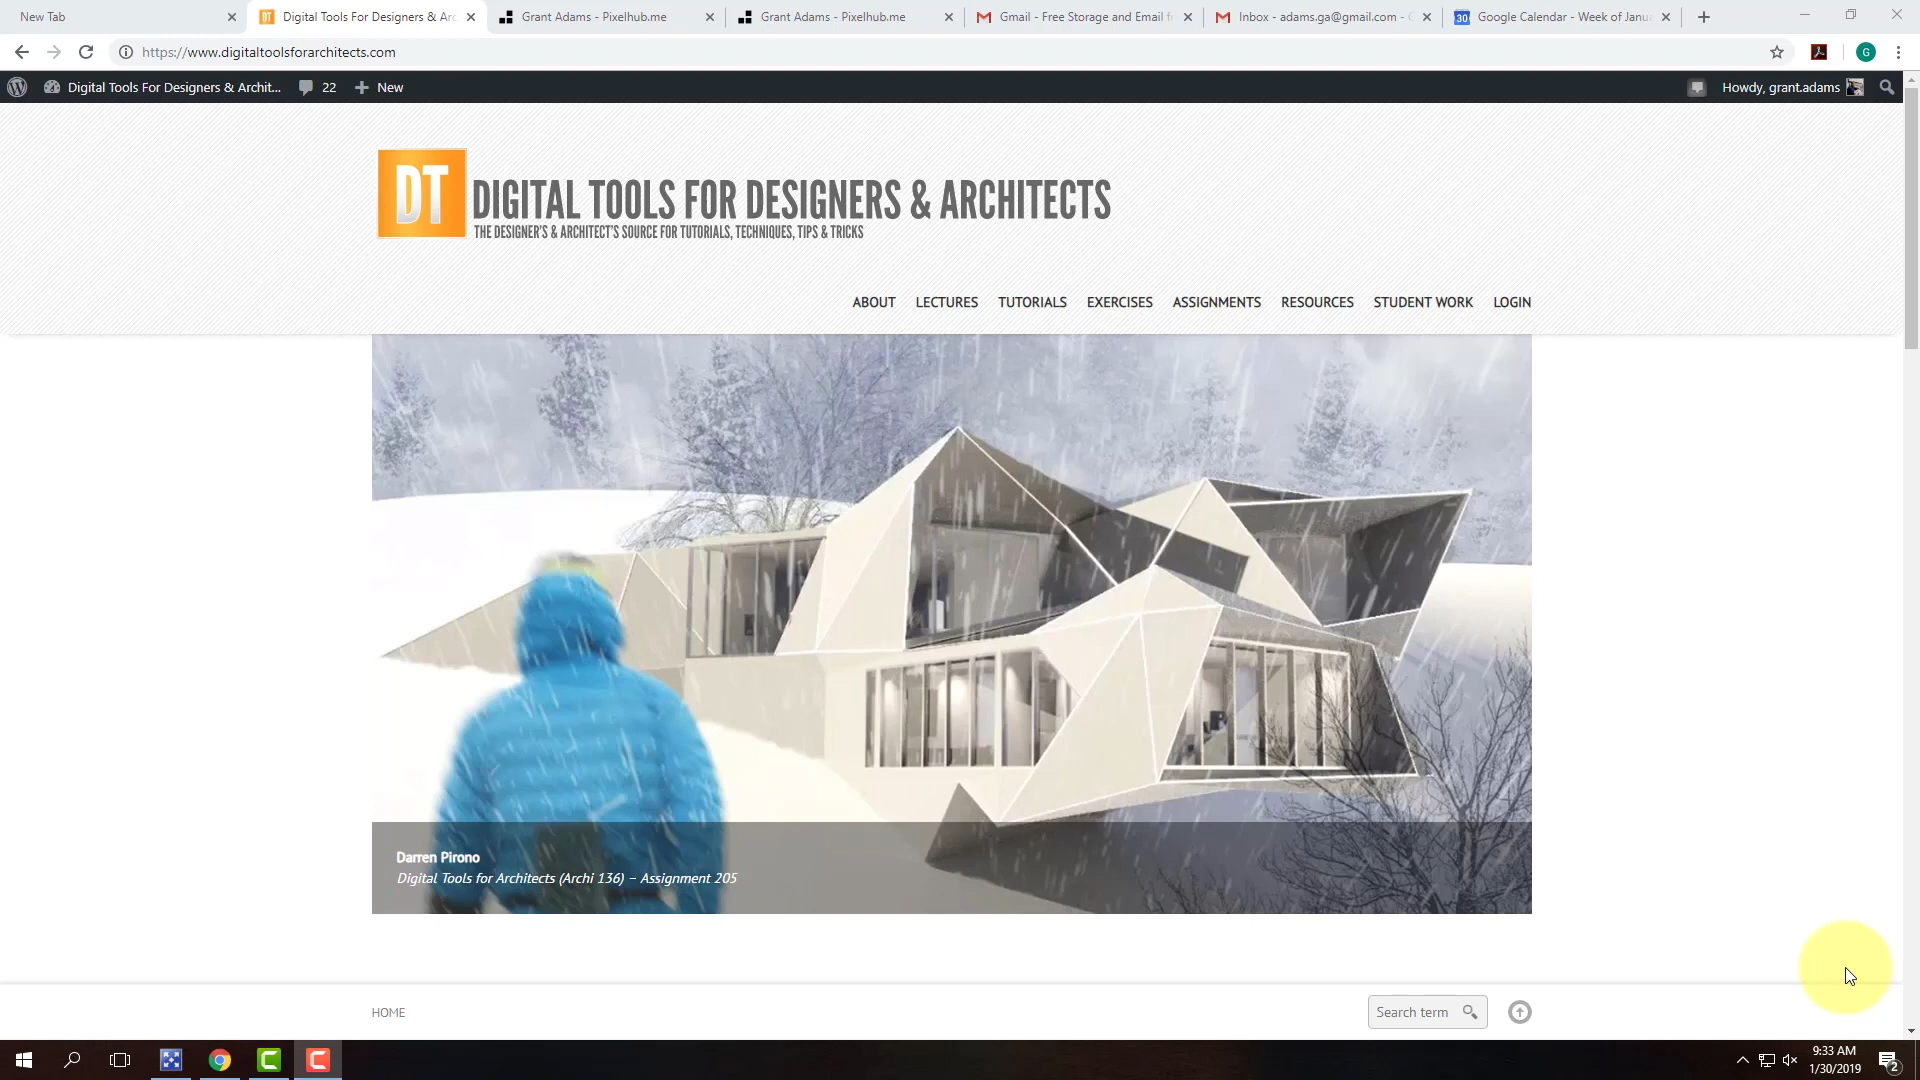 New Tab
Digital Tools For Designers & Arc
Grant Adams - Pixelhub.me
Grant Adams - Pixelhub.me
Gmail - Free Storage and Email f
Inbox - adams.ga@gmail.com -
Google Calendar - Week of Janu
30
https://www.digitaltoolsforarchitects.com
G
Digital Tools For Designers & Archit...
22
New
Howdy, grant.adams
DT
DIGITAL TOOLS FOR DESIGNERS & ARCHITECTS
THE DESIGNER'S & ARCHITECT'S SOURCE FOR TUTORIALS, TECHNIQUES, TIPS & TRICKS
ABOUT LECTURES TUTORIALS EXERCISES ASSIGNMENTS RESOURCES STUDENT WORK LOGIN
Darren Pirono
Digital Tools for Architects (Archi 136) – Assignment 205
HOME
Search term
9:33 AM
1/30/2019
2